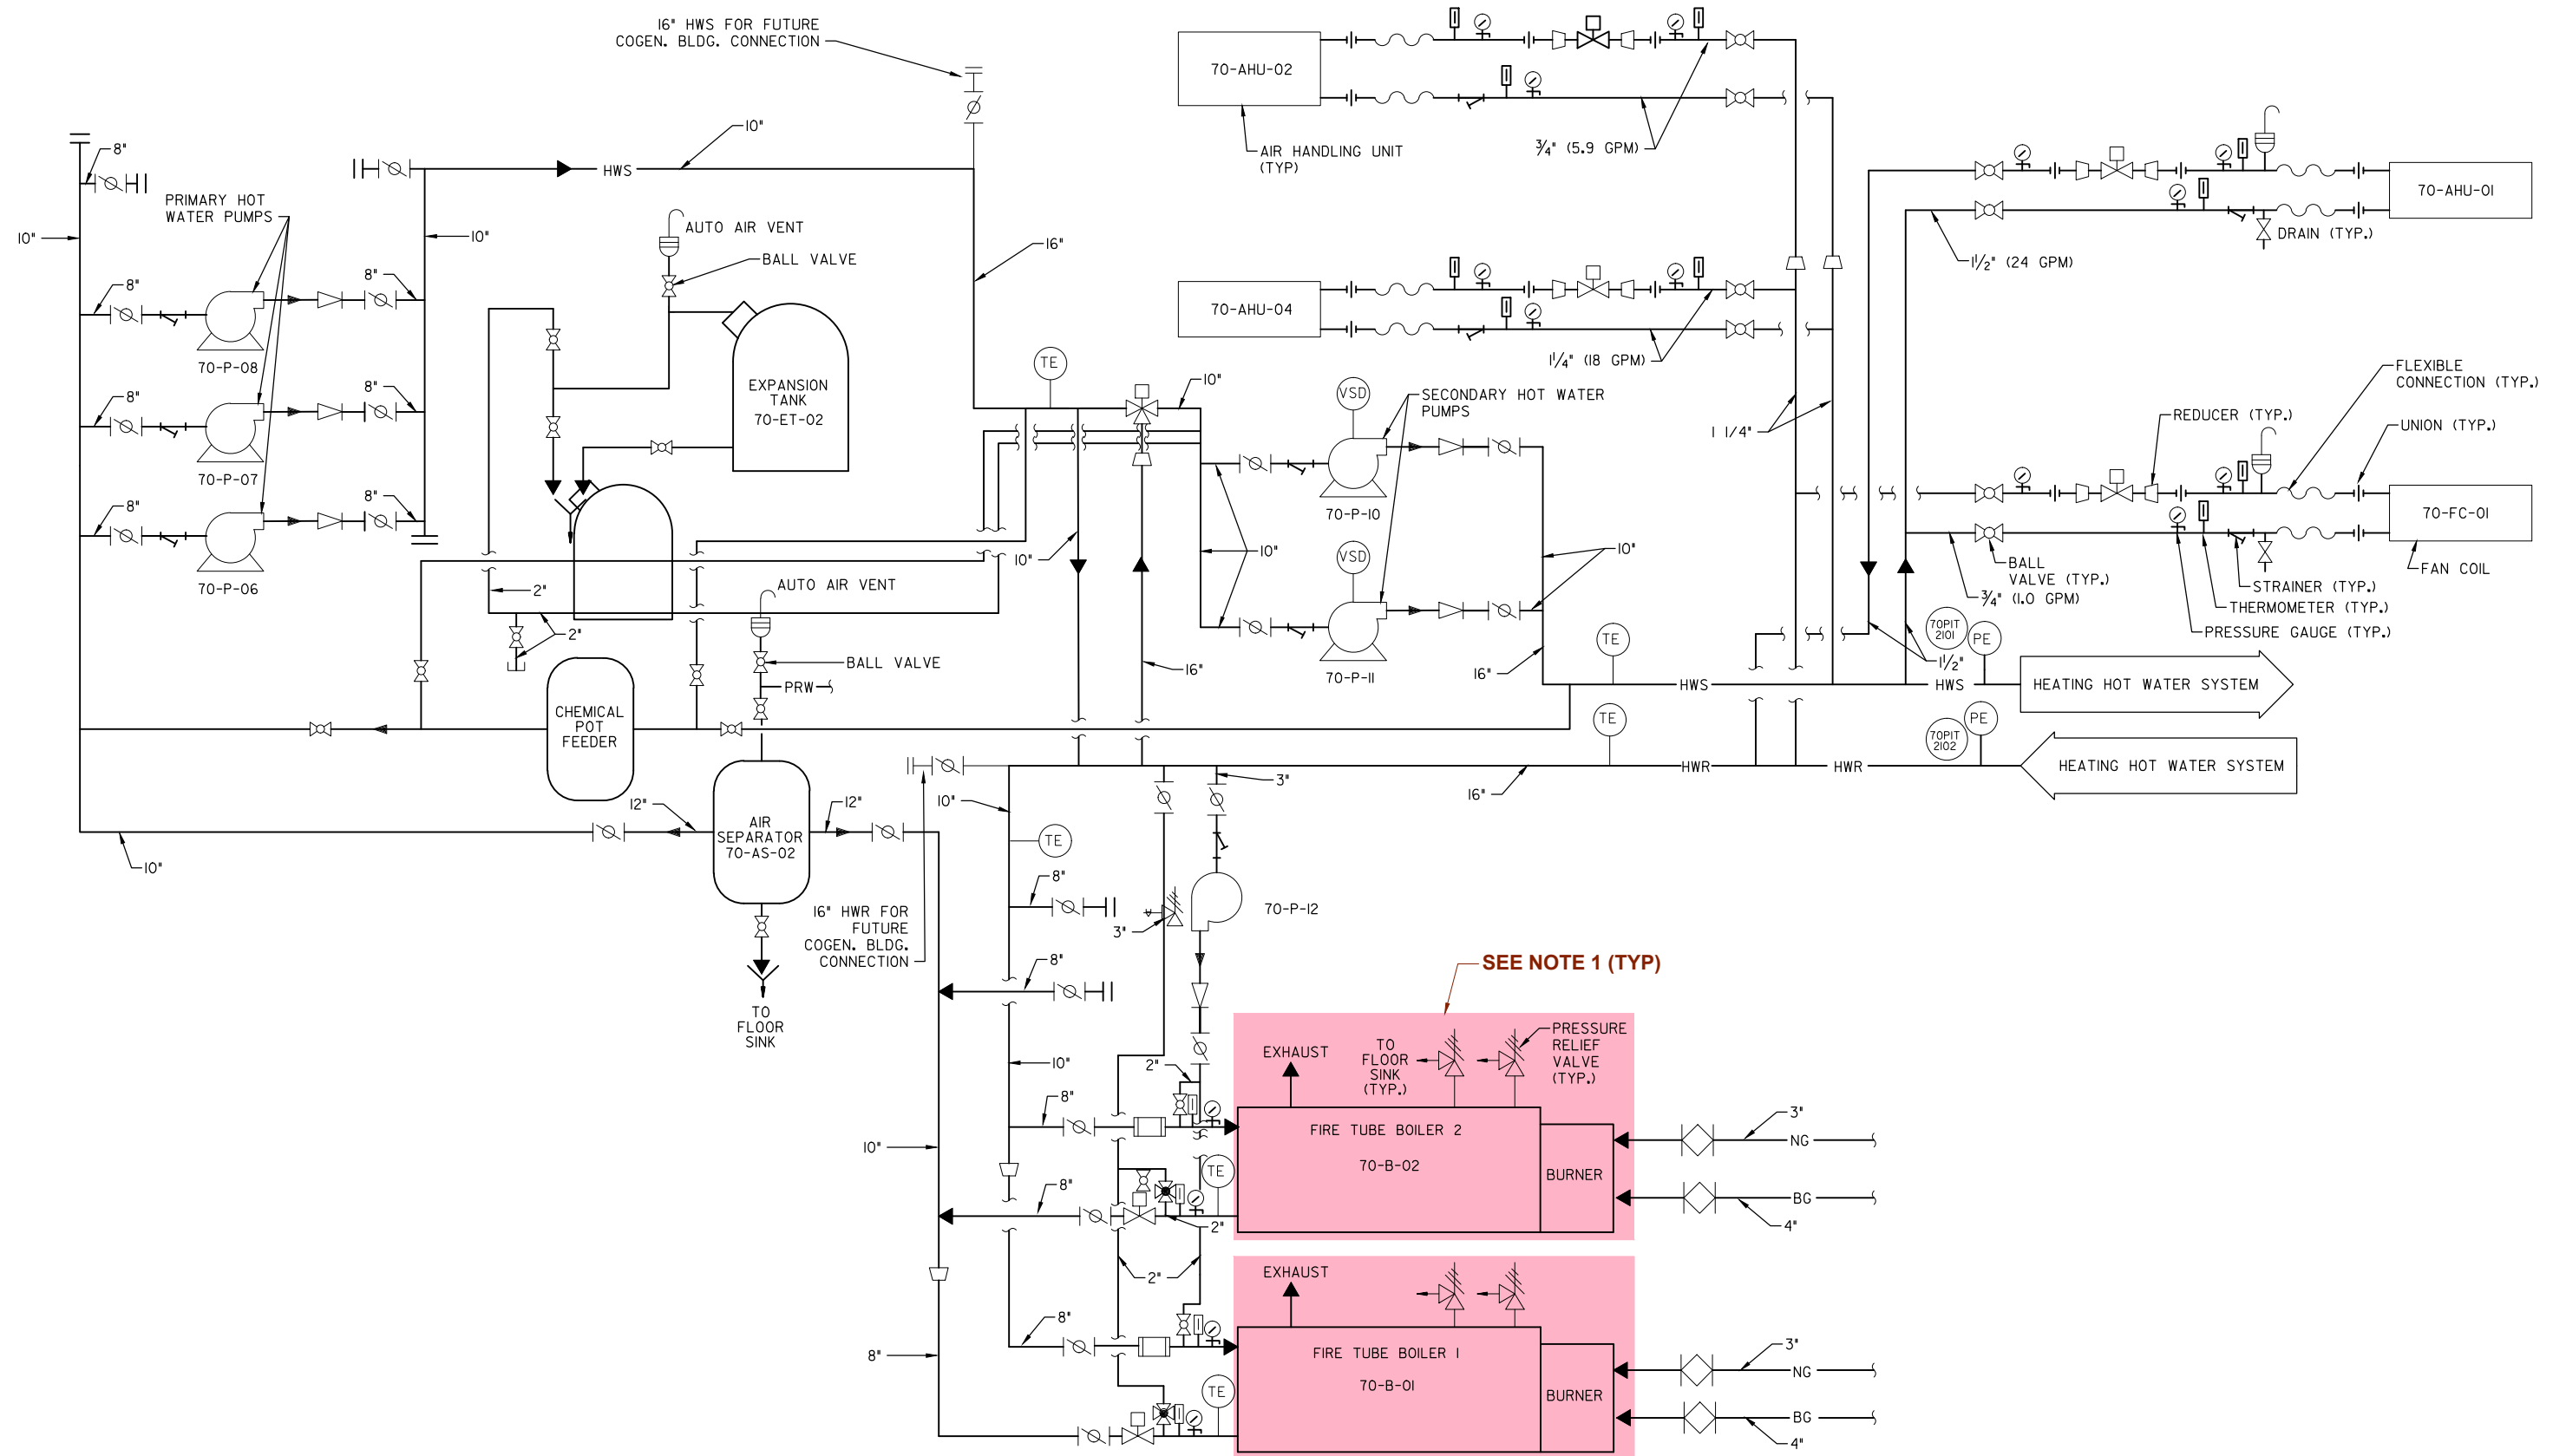 16" HWS FOR FUTURE
COGEN. BLDG. CONNECTION
8"
10"
HWS
PRIMARY HOT
WATER PUMPS
10"
10"
8"
8"
70-P-08
8"
8"
70-P-07
8"
8"
70-P-06
AUTO AIR VENT
BALL VALVE
16"
EXPANSION
TANK
70-ET-02
TE
10"
2"
2"
AUTO AIR VENT
BALL VALVE
PRW
CHEMICAL
POT
FEEDER
10"
16"
12"
12"
AIR
SEPARATOR
70-AS-02
10"
TO
FLOOR
SINK
16" HWR FOR
FUTURE
COGEN. BLDG.
CONNECTION
70-AHU-02
AIR HANDLING UNIT
(TYP)
3/4" (5.9 GPM)
70-AHU-04
1 1/4" (18 GPM)
VSD
SECONDARY HOT WATER
PUMPS
70-P-10
10"
VSD
70-P-11
10"
16"
1 1/4"
70-AHU-01
DRAIN (TYP.)
1 1/2" (24 GPM)
FLEXIBLE
CONNECTION (TYP.)
REDUCER (TYP.)
UNION (TYP.)
70-FC-01
FAN COIL
BALL
VALVE (TYP.)
3/4" (1.0 GPM)
STRAINER (TYP.)
THERMOMETER (TYP.)
PRESSURE GAUGE (TYP.)
1 1/2"
TE
HWS
70PIT
2101
PE
HWS
HEATING HOT WATER SYSTEM
TE
HWR
HWR
70PIT
2102
PE
HEATING HOT WATER SYSTEM
16"
3"
10"
TE
8"
3"
70-P-12
8"
SEE NOTE 1 (TYP)
10"
2"
8"
EXHAUST
TO
FLOOR
SINK
(TYP.)
PRESSURE
RELIEF
VALVE
(TYP.)
FIRE TUBE BOILER 2
70-B-02
BURNER
3"
NG
BG
4"
10"
8"
TE
2"
2"
EXHAUST
8"
8"
FIRE TUBE BOILER 1
70-B-01
BURNER
TE
3"
NG
BG
4"